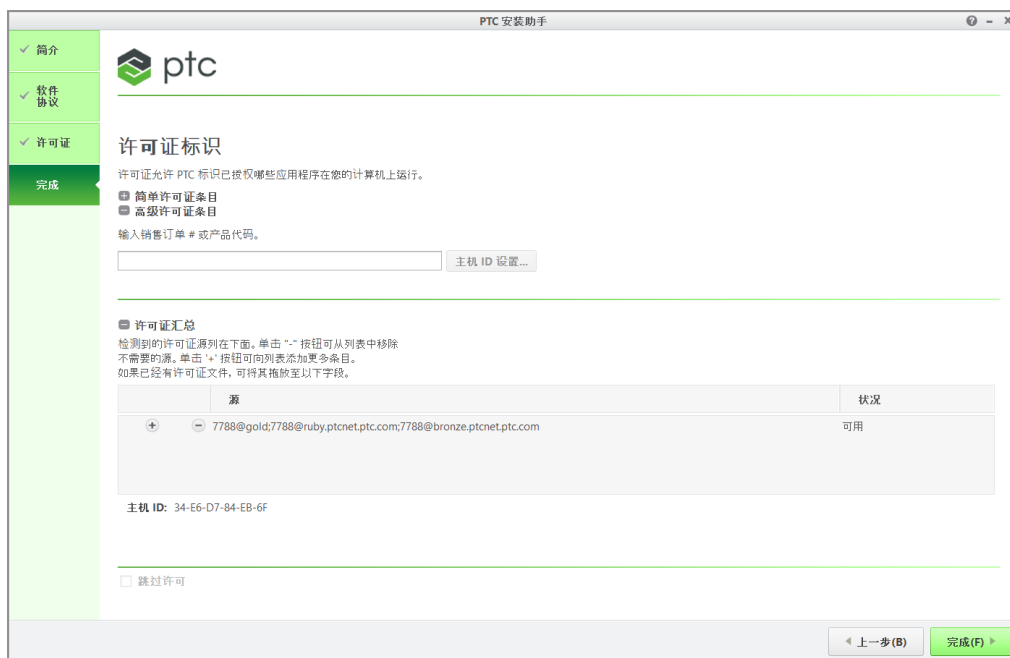 PTC 安装助手
简介
软件
协议
许可证
完成
ptc
许可证标识
许可证允许 PTC 标识已授权哪些应用程序在您的计算机上运行。
简单许可证条目
高级许可证条目
输入销售订单 # 或产品代码。
主机 ID 设置...
许可证汇总
检测到的许可证源列在下面。单击 "-" 按钮可从列表中移除
不需要的源。单击 '+' 按钮可向列表添加更多条目。
如果已经有许可证文件, 可将其拖放至以下字段。
源 状况
7788@gold;7788@ruby.ptcnet.ptc.com;7788@bronze.ptcnet.ptc.com 可用
主机 ID: 34-E6-D7-84-EB-6F
跳过许可
上一步(B) 完成(F)